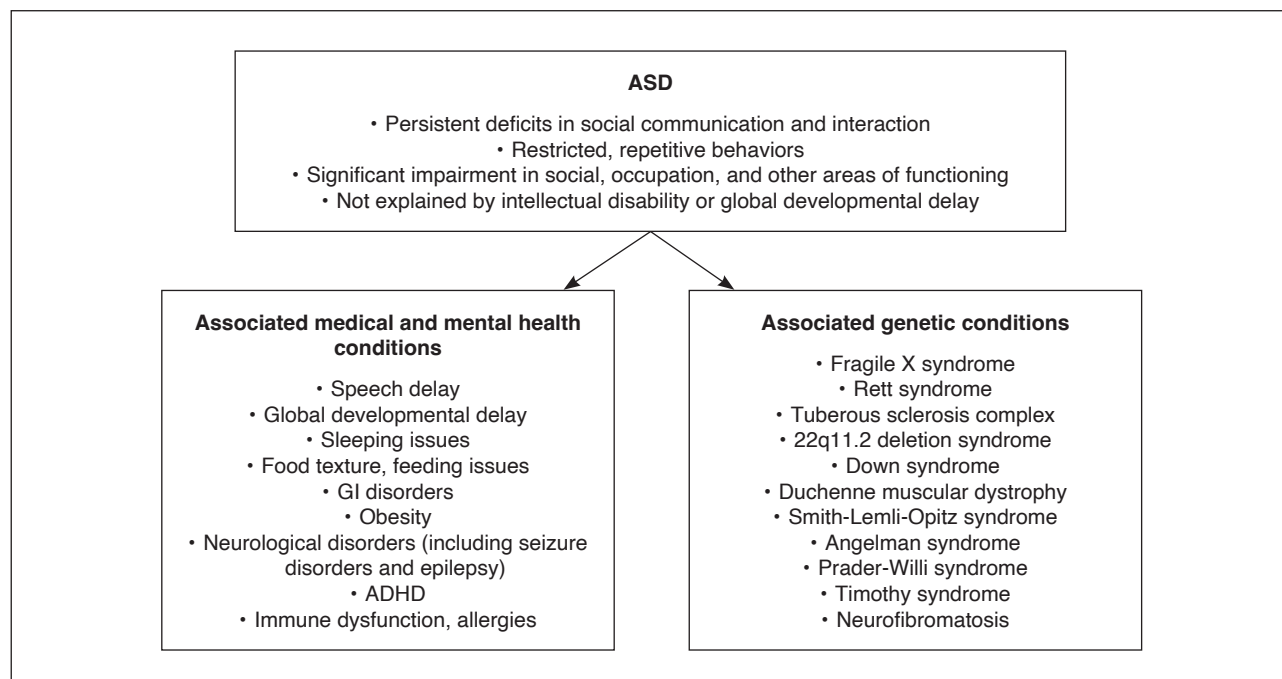 ASD
• Persistent deficits in social communication and interaction
• Restricted, repetitive behaviors
• Significant impairment in social, occupation, and other areas of functioning
• Not explained by intellectual disability or global developmental delay
Associated medical and mental health
conditions
• Speech delay
• Global developmental delay
• Sleeping issues
• Food texture, feeding issues
• GI disorders
• Obesity
• Neurological disorders (including seizure
disorders and epilepsy)
• ADHD
• Immune dysfunction, allergies
Associated genetic conditions
• Fragile X syndrome
• Rett syndrome
• Tuberous sclerosis complex
• 22q11.2 deletion syndrome
• Down syndrome
• Duchenne muscular dystrophy
• Smith-Lemli-Opitz syndrome
• Angelman syndrome
• Prader-Willi syndrome
• Timothy syndrome
• Neurofibromatosis